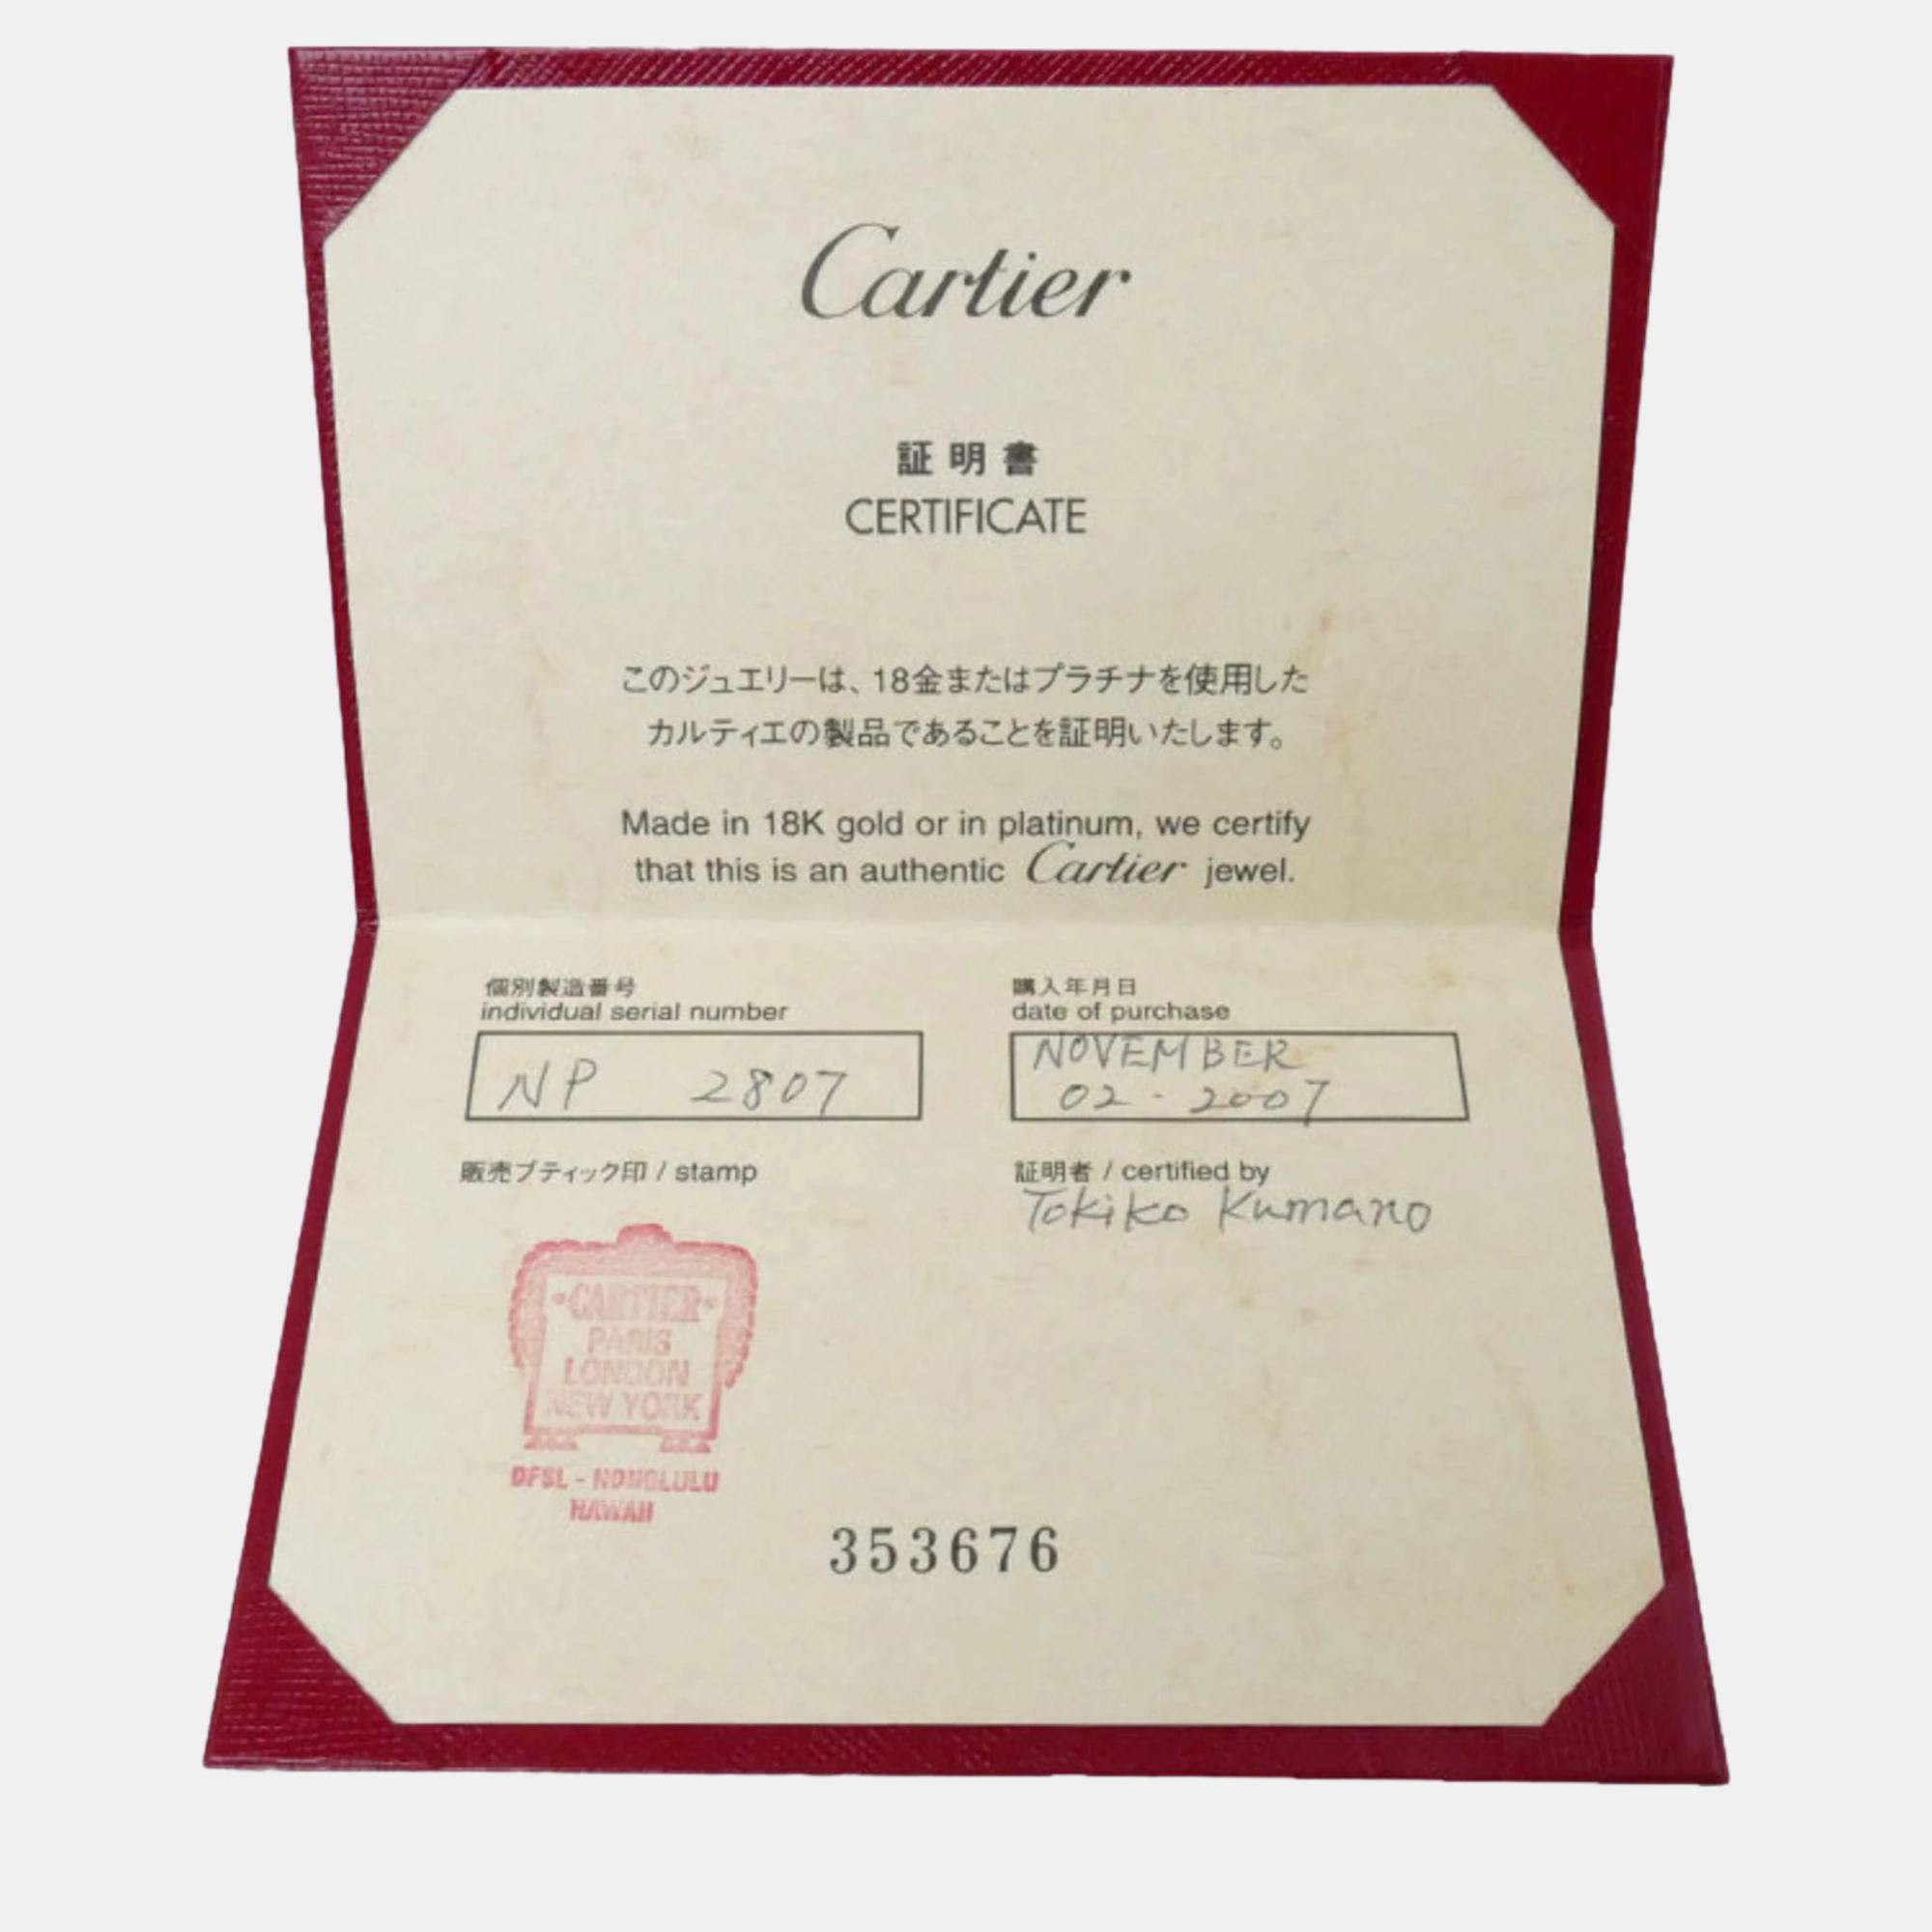 Cartier
証明書
CERTIFICATE
このジュエリーは、18金またはプラチナを使用した
カルティエの製品であることを証明いたします。
Made in 18K gold or in platinum, we certify
that this is an authentic Cartier jewel.
個別製造番号
individual serial number
NP 2807
購入年月日
date of purchase
NOVEMBER
02 - 2007
販売ブティック印 / stamp
証明者 / certified by
Tokiko Kumano
·CARTIER·
PARIS
LONDON
NEW YORK
DFSL - HONOLULU
HAWAII
353676